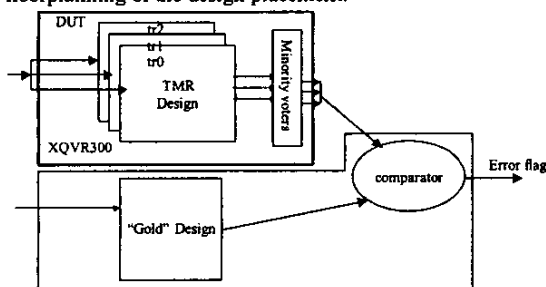 floorplanning of the design placement.
DUT
tr2
tr1
tr0
TMR
Design
Minority voters
XQVR300
comparator
Error flag
"Gold" Design